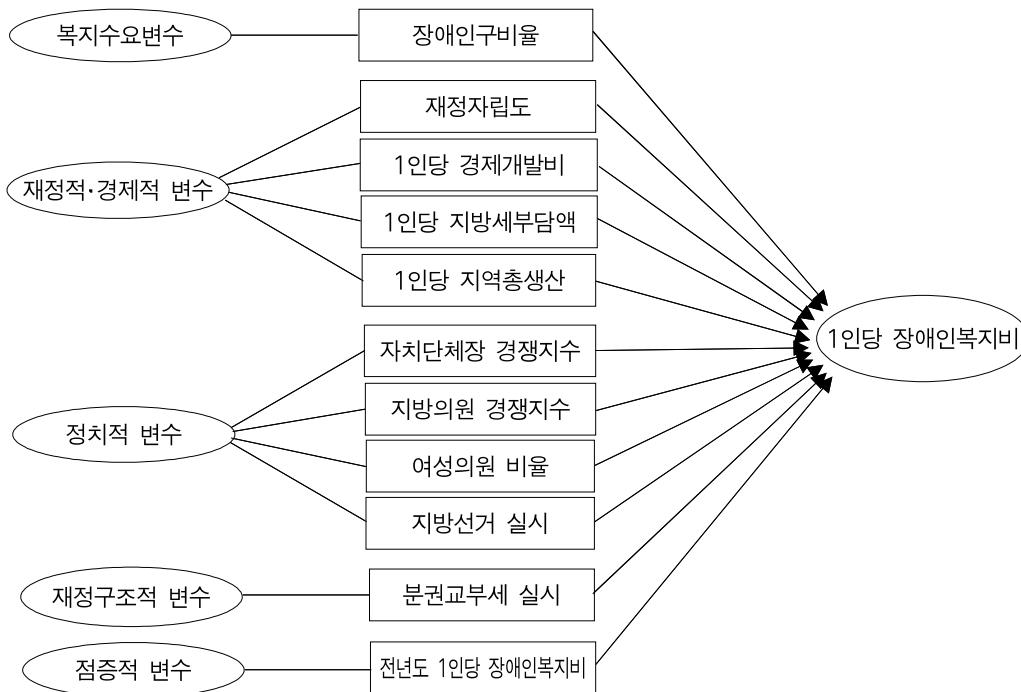 복지수요변수
장애인구비율
재정자립도
1인당 경제개발비
재정적·경제적 변수
1인당 지방세부담액
1인당 지역총생산
1인당 장애인복지비
자치단체장 경쟁지수
지방의원 경쟁지수
정치적 변수
여성의원 비율
지방선거 실시
재정구조적 변수
분권교부세 실시
점증적 변수
전년도 1인당 장애인복지비